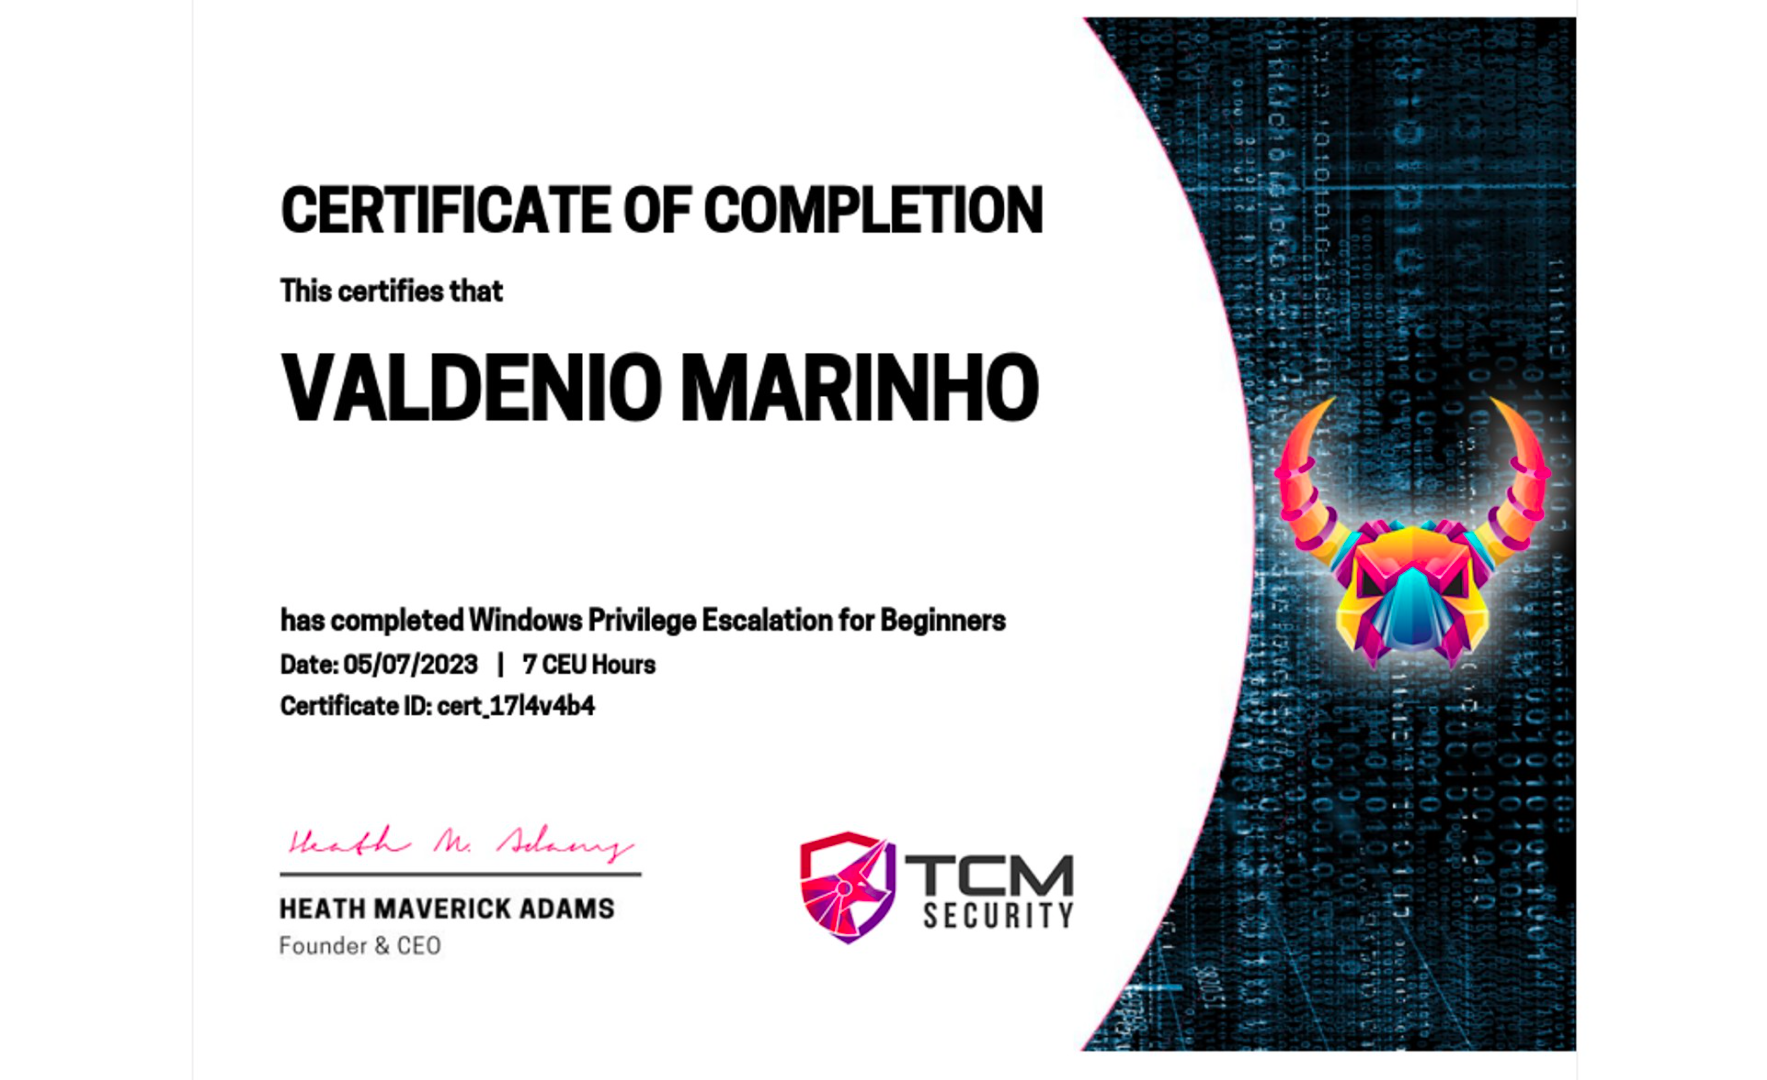 CERTIFICATE OF COMPLETION
This certifies that
VALDENIO MARINHO
has completed Windows Privilege Escalation for Beginners
Date: 05/07/2023 | 7 CEU Hours
Certificate ID: cert_17l4v4b4
Heath M. Adams
HEATH MAVERICK ADAMS
Founder & CEO
TCM
SECURITY